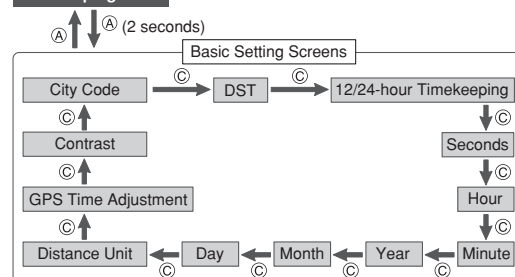 Ⓐ Ⓐ (2 seconds)
Basic Setting Screens
Ⓒ Ⓒ
City Code DST 12/24-hour Timekeeping
Ⓒ Ⓒ
Contrast Seconds
Ⓒ Ⓒ
GPS Time Adjustment Hour
Ⓒ Ⓒ
Distance Unit Day Month Year Minute
Ⓒ Ⓒ Ⓒ Ⓒ